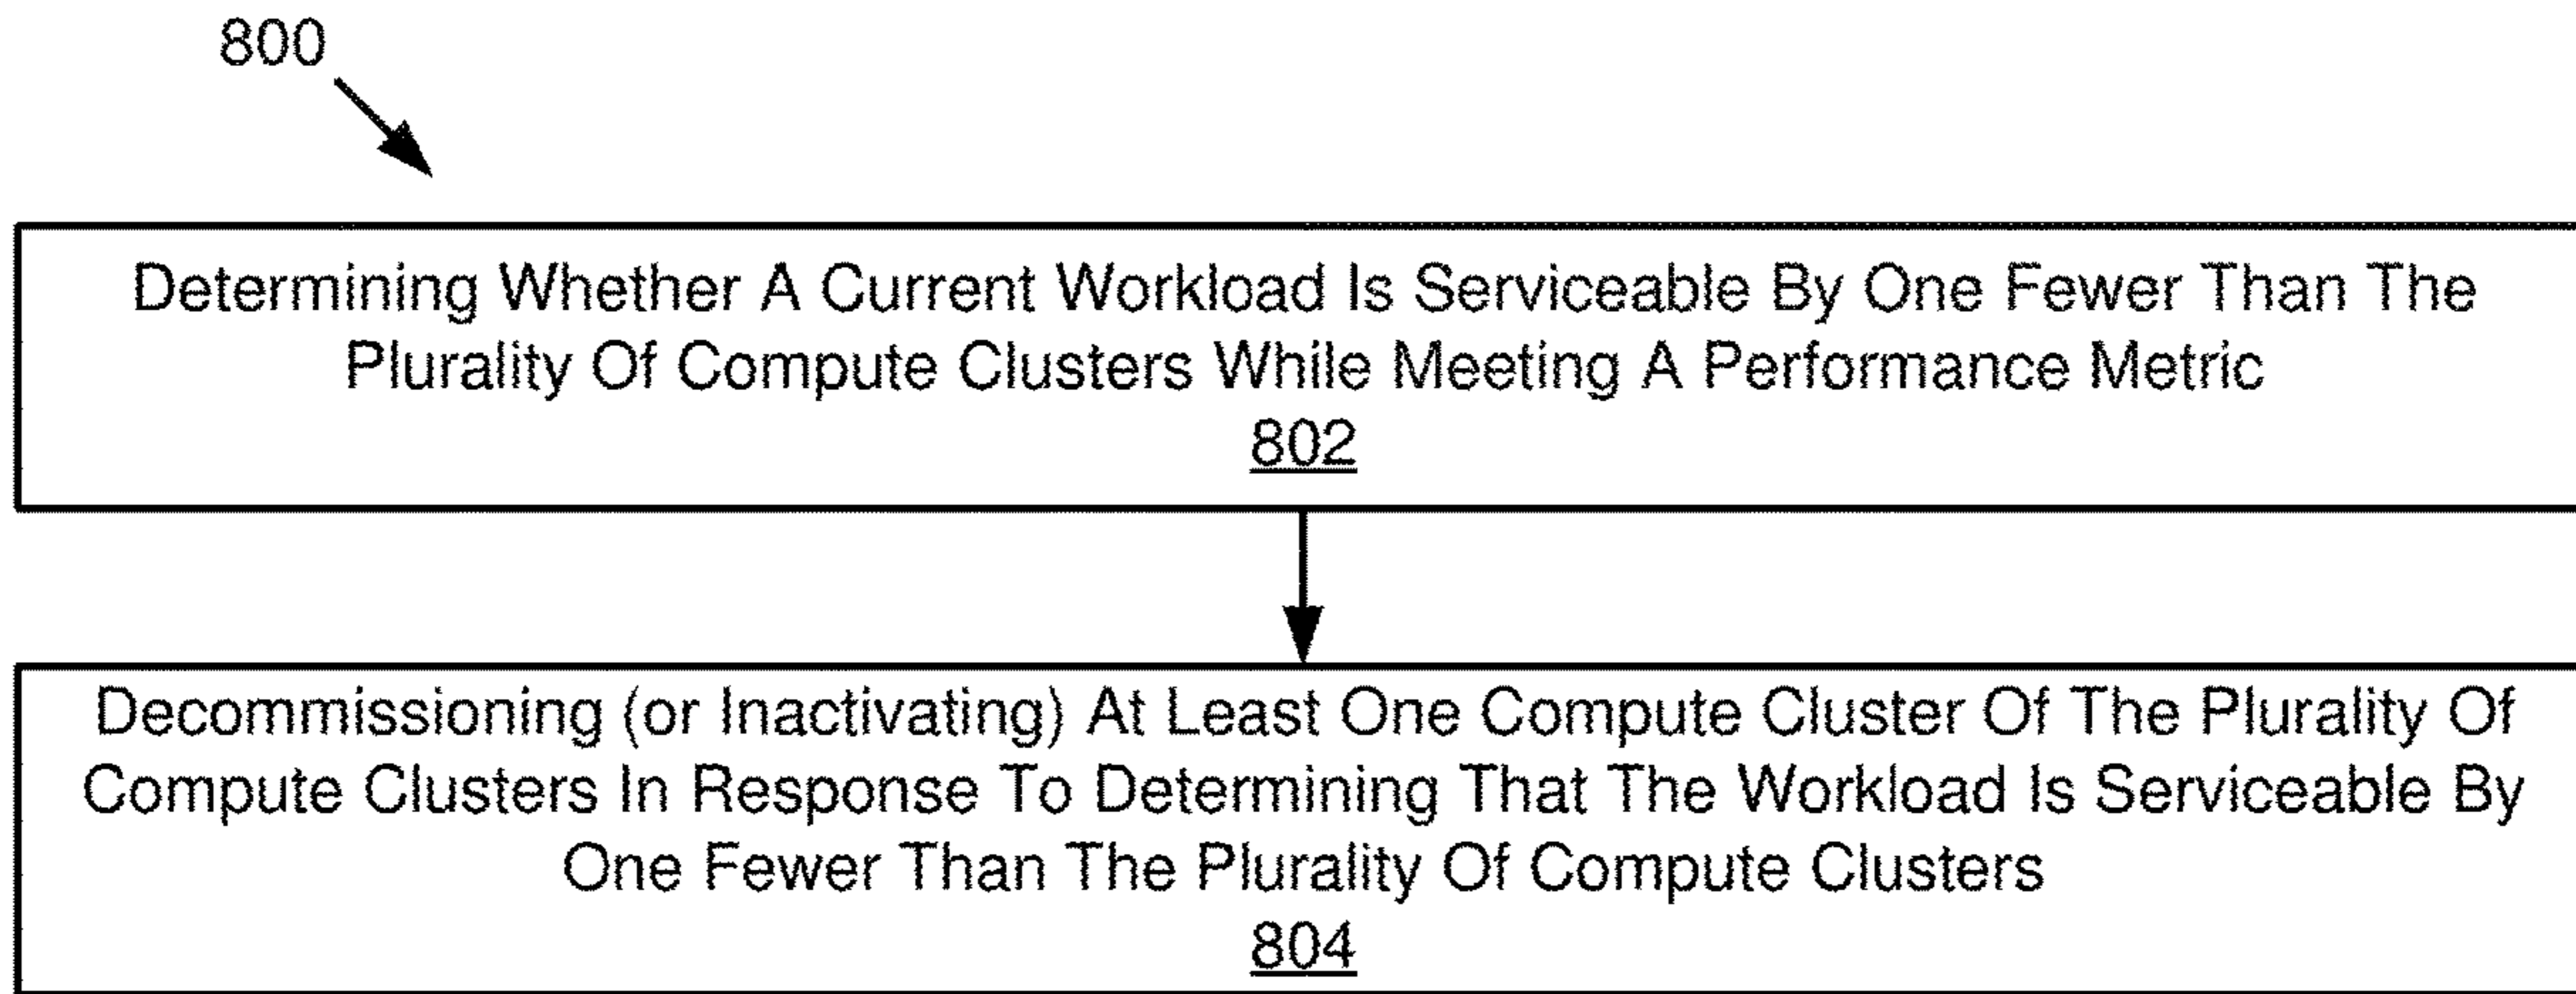 800
Determining Whether A Current Workload Is Serviceable By One Fewer Than The
Plurality Of Compute Clusters While Meeting A Performance Metric
802
Decommissioning (or Inactivating) At Least One Compute Cluster Of The Plurality Of
Compute Clusters In Response To Determining That The Workload Is Serviceable By
One Fewer Than The Plurality Of Compute Clusters
804